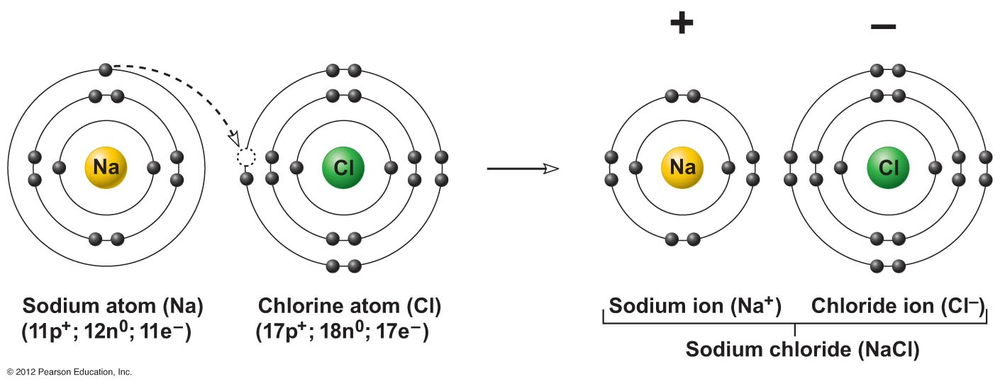 + –
Na Cl Na Cl
Sodium atom (Na) Chlorine atom (Cl) Sodium ion (Na⁺) Chloride ion (Cl⁻)
(11p⁺; 12n⁰; 11e⁻) (17p⁺; 18n⁰; 17e⁻)
Sodium chloride (NaCl)
© 2012 Pearson Education, Inc.